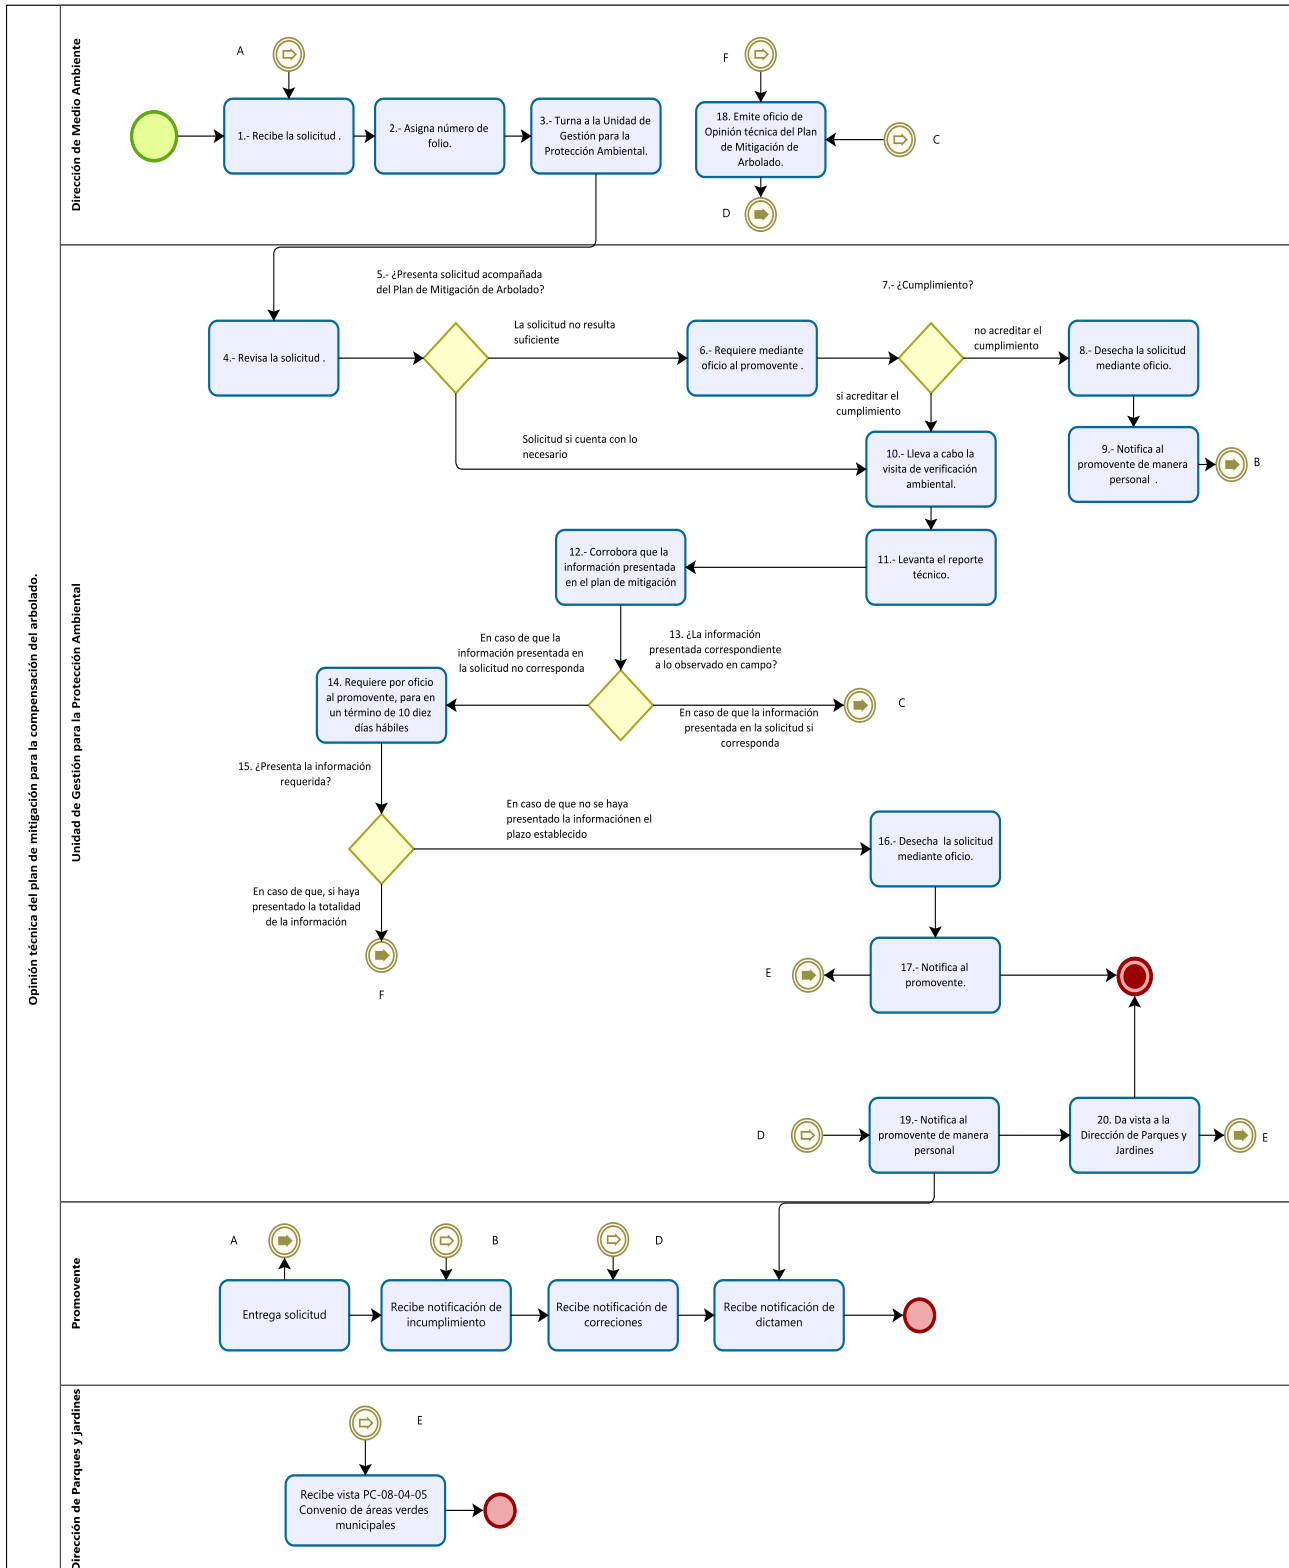 Opinión técnica del plan de mitigación para la compensación del arbolado.
Dirección de Medio Ambiente
A
1.- Recibe la solicitud .
2.- Asigna número de
folio.
3.- Turna a la Unidad de
Gestión para la
Protección Ambiental.
F
18. Emite oficio de
Opinión técnica del Plan
de Mitigación de
Arbolado.
C
D
Unidad de Gestión para la Protección Ambiental
5.- ¿Presenta solicitud acompañada
del Plan de Mitigación de Arbolado?
7.- ¿Cumplimiento?
4.- Revisa la solicitud .
La solicitud no resulta
suficiente
6.- Requiere mediante
oficio al promovente .
no acreditar el
cumplimiento
8.- Desecha la solicitud
mediante oficio.
si acreditar el
cumplimiento
Solicitud si cuenta con lo
necesario
10.- Lleva a cabo la
visita de verificación
ambiental.
9.- Notifica al
promovente de manera
personal .
B
12.- Corrobora que la
información presentada
en el plan de mitigación
11.- Levanta el reporte
técnico.
En caso de que la
información presentada en
la solicitud no corresponda
13. ¿La información
presentada correspondiente
a lo observado en campo?
14. Requiere por oficio
al promovente, para en
un término de 10 diez
días hábiles
C
En caso de que la información
presentada en la solicitud si
corresponda
15. ¿Presenta la información
requerida?
En caso de que no se haya
presentado la informaciónen el
plazo establecido
16.- Desecha la solicitud
mediante oficio.
En caso de que, si haya
presentado la totalidad
de la información
F
E
17.- Notifica al
promovente.
D
19.- Notifica al
promovente de manera
personal
20. Da vista a la
Dirección de Parques y
Jardines
E
Promovente
A
B
D
Entrega solicitud
Recibe notificación de
incumplimiento
Recibe notificación de
correciones
Recibe notificación de
dictamen
Dirección de Parques y jardines
E
Recibe vista PC-08-04-05
Convenio de áreas verdes
municipales